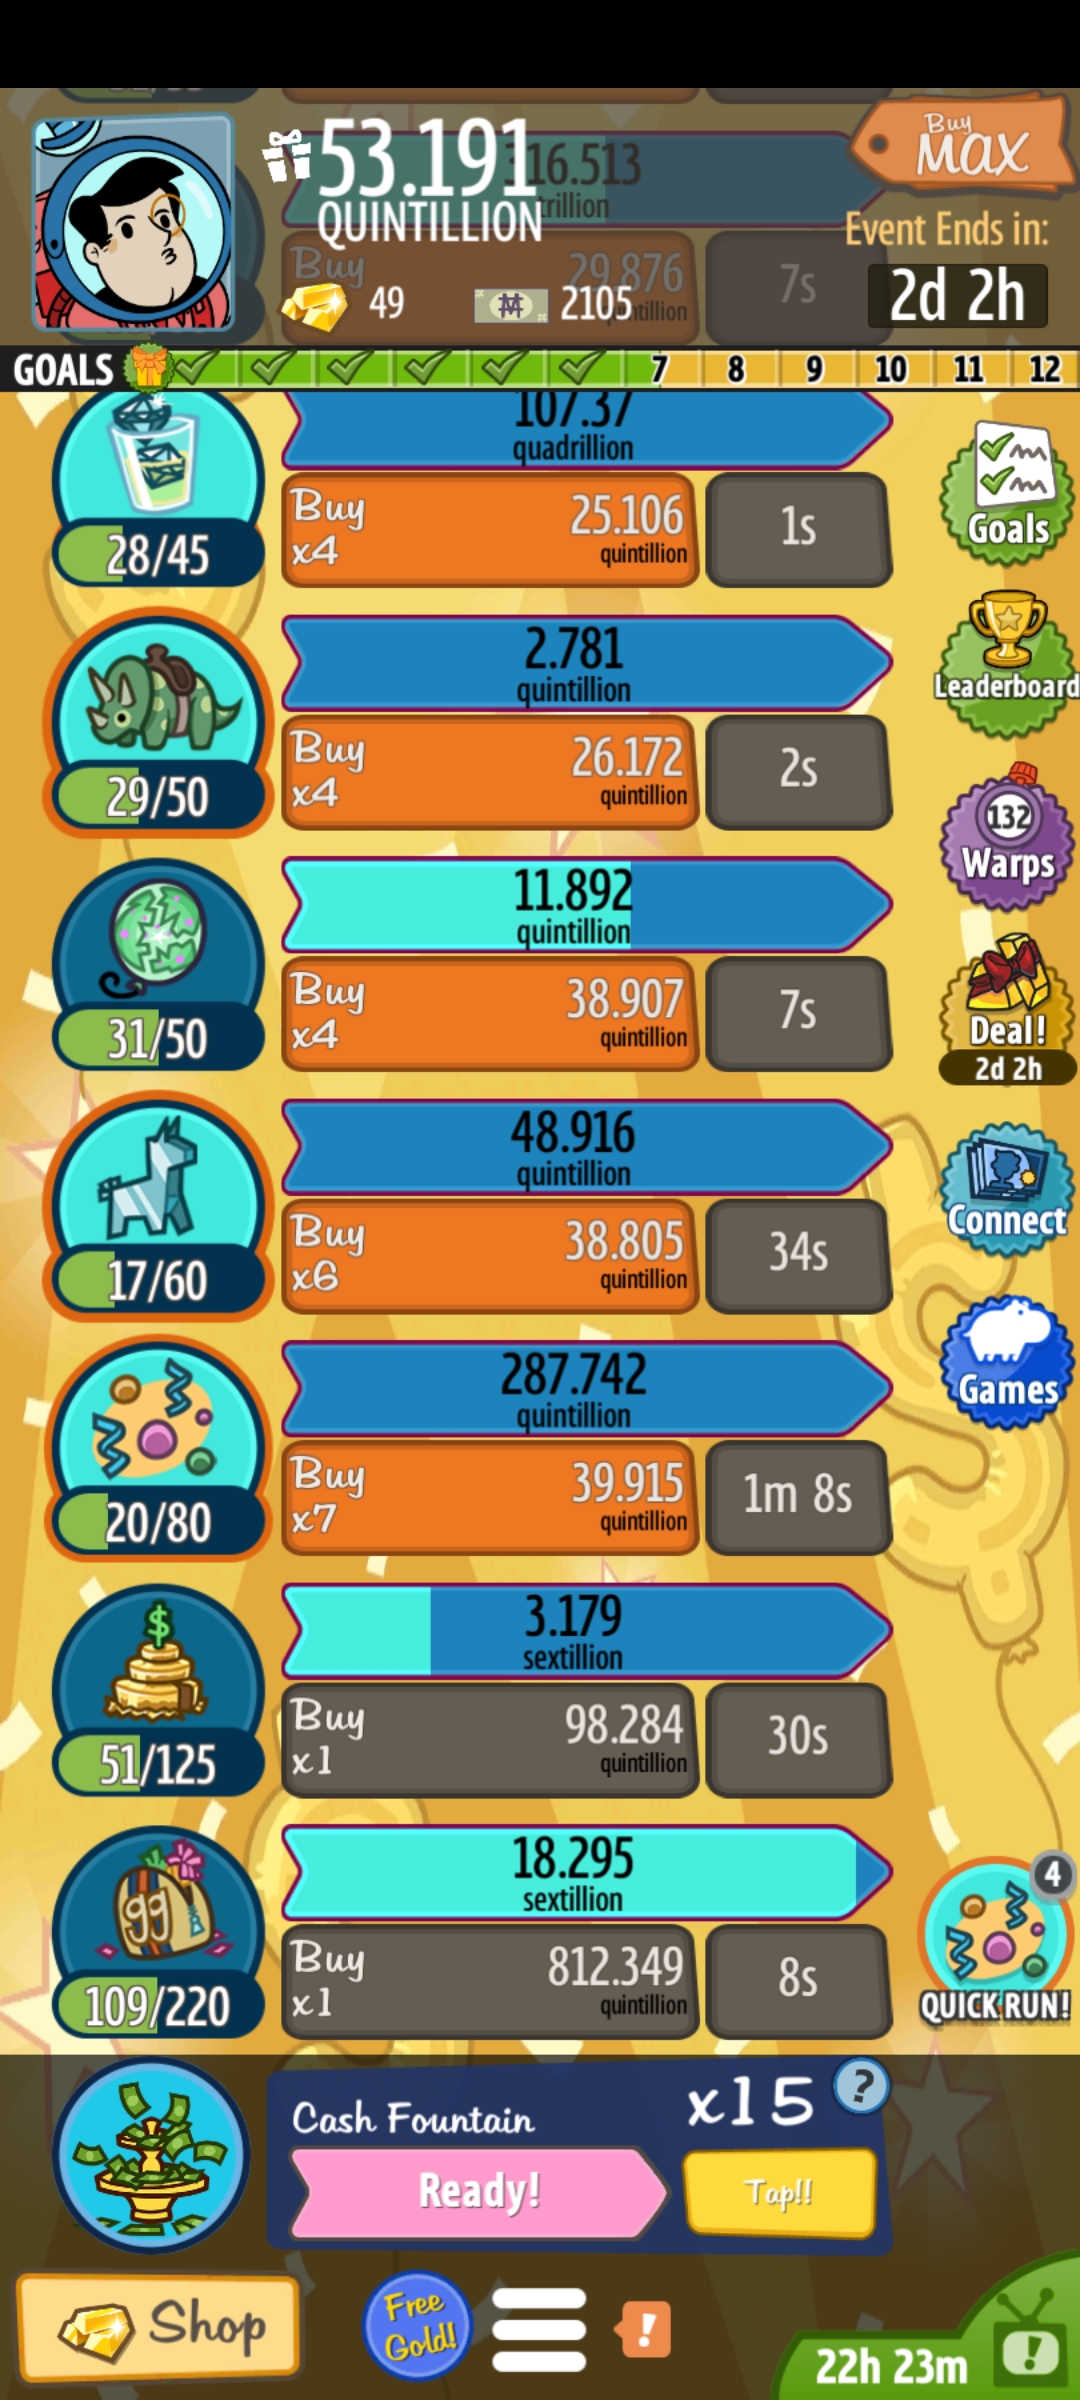 53.191
QUINTILLION
Buy
MAX
316.513
trillion
Event Ends in:
2d 2h
Buy
29.876
7s
49
2105
GOALS 7 8 9 10 11 12
107.37
quadrillion
28/45
Buy
x4
25.106
quintillion
1s
Goals
2.781
quintillion
29/50
Buy
x4
26.172
quintillion
2s
Leaderboard
11.892
quintillion
31/50
Buy
x4
38.907
quintillion
7s
132
Warps
Deal!
2d 2h
48.916
quintillion
17/60
Buy
x6
38.805
quintillion
34s
Connect
287.742
quintillion
20/80
Buy
x7
39.915
quintillion
1m 8s
Games
$
3.179
sextillion
51/125
Buy
x1
98.284
quintillion
30s
99
18.295
sextillion
109/220
Buy
x1
812.349
quintillion
8s
4
QUICK RUN!
Cash Fountain
x15
?
Ready!
Tap!!
Shop
Free
Gold!
!
22h 23m
!